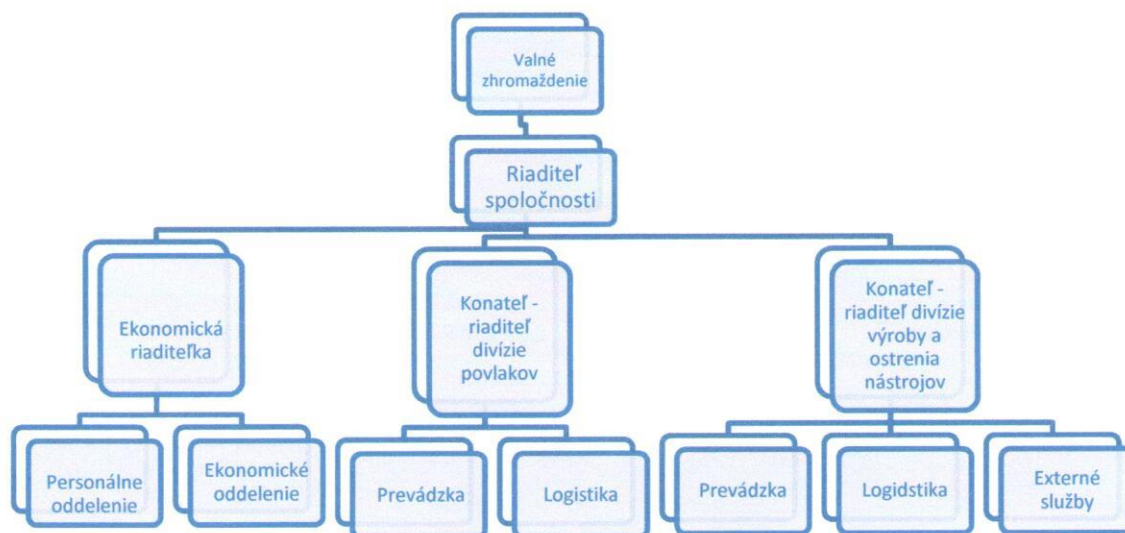 Valné
zhromaždenie
Riaditeľ
spoločnosti
Ekonomická
riaditeľka
Konateľ -
riaditeľ
divízie
povlakov
Konateľ -
riaditeľ divízie
výroby a
ostrenia
nástrojov
Personálne
oddelenie
Ekonomické
oddelenie
Prevádzka
Logistika
Prevádzka
Logidstika
Externé
služby